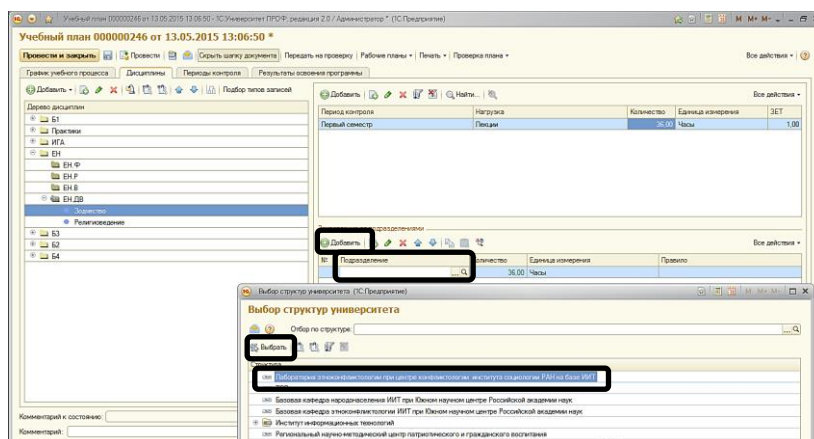 Учебный план 000000246 от 13.05.2015 13:06:50 - 1С:Университет ПРОФ, редакция 2.0 / Администратор * (1С:Предприятие)
M M+ M-
Учебный план 000000246 от 13.05.2015 13:06:50 *
Провести и закрыть Провести Скрыть шапку документа Передать на проверку Рабочие планы Печать Проверка плана Все действия
График учебного процесса Дисциплины Периоды контроля Результаты освоения программы
Добавить Подбор типов записей
Добавить Найти... Все действия
Дерево дисциплин
Период контроля Нагрузка Количество Единица измерения ЗЕТ
Первый семестр Лекции 36,00 Часы 1,00
Б1
Практики
ИГА
ЕН
ЕН.Ф
ЕН.Р
ЕН.В
ЕН.ДВ
Зодчество
Религиоведение
Б3
Б2
Б4
подразделениями
Добавить Все действия
№ Подразделение Количество Единица измерения Правило
... 36,00 Часы
Выбор структур университета (1С:Предприятие)
M M+ M-
Выбор структур университета
Отбор по структуре: ...
Выбрать
Структура
Лаборатория этноконфликтологии при центре конфликтологии института социологии РАН на базе ИИТ
Базовая кафедра народонаселения ИИТ при Южном научном центре Российской академии наук
Базовая кафедра этноконфликтологии ИИТ при Южном научном центре Российской академии наук
Институт информационных технологий
Региональный научно-методический центр патриотического и гражданского воспитания
Комментарий к состоянию:
Комментарий: